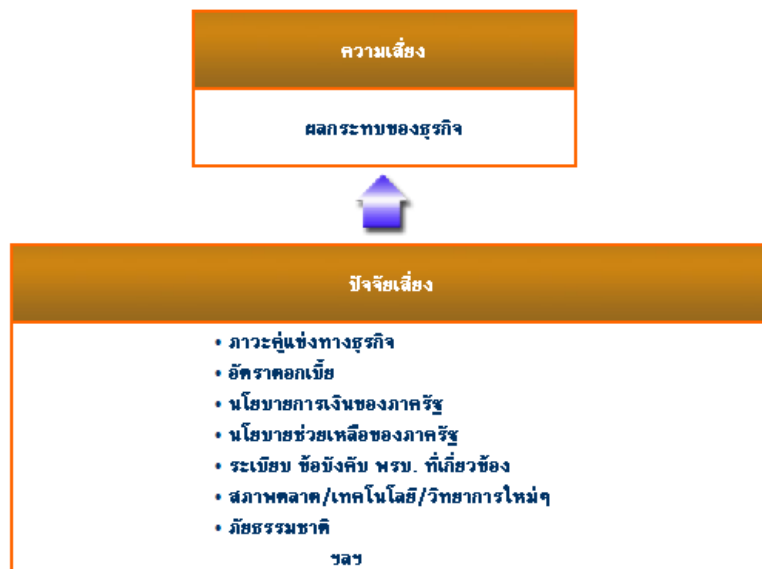 ความเสี่ยง
ผลกระทบของธุรกิจ
ปัจจัยเสี่ยง
• ภาวะคู่แข่งทางธุรกิจ
• อัตราดอกเบี้ย
• นโยบายการเงินของภาครัฐ
• นโยบายช่วยเหลือของภาครัฐ
• ระเบียบ ข้อบังคับ พรบ. ที่เกี่ยวข้อง
• สภาพตลาด/เทคโนโลยี/วิทยาการใหม่ๆ
• ภัยธรรมชาติ
ฯลฯ